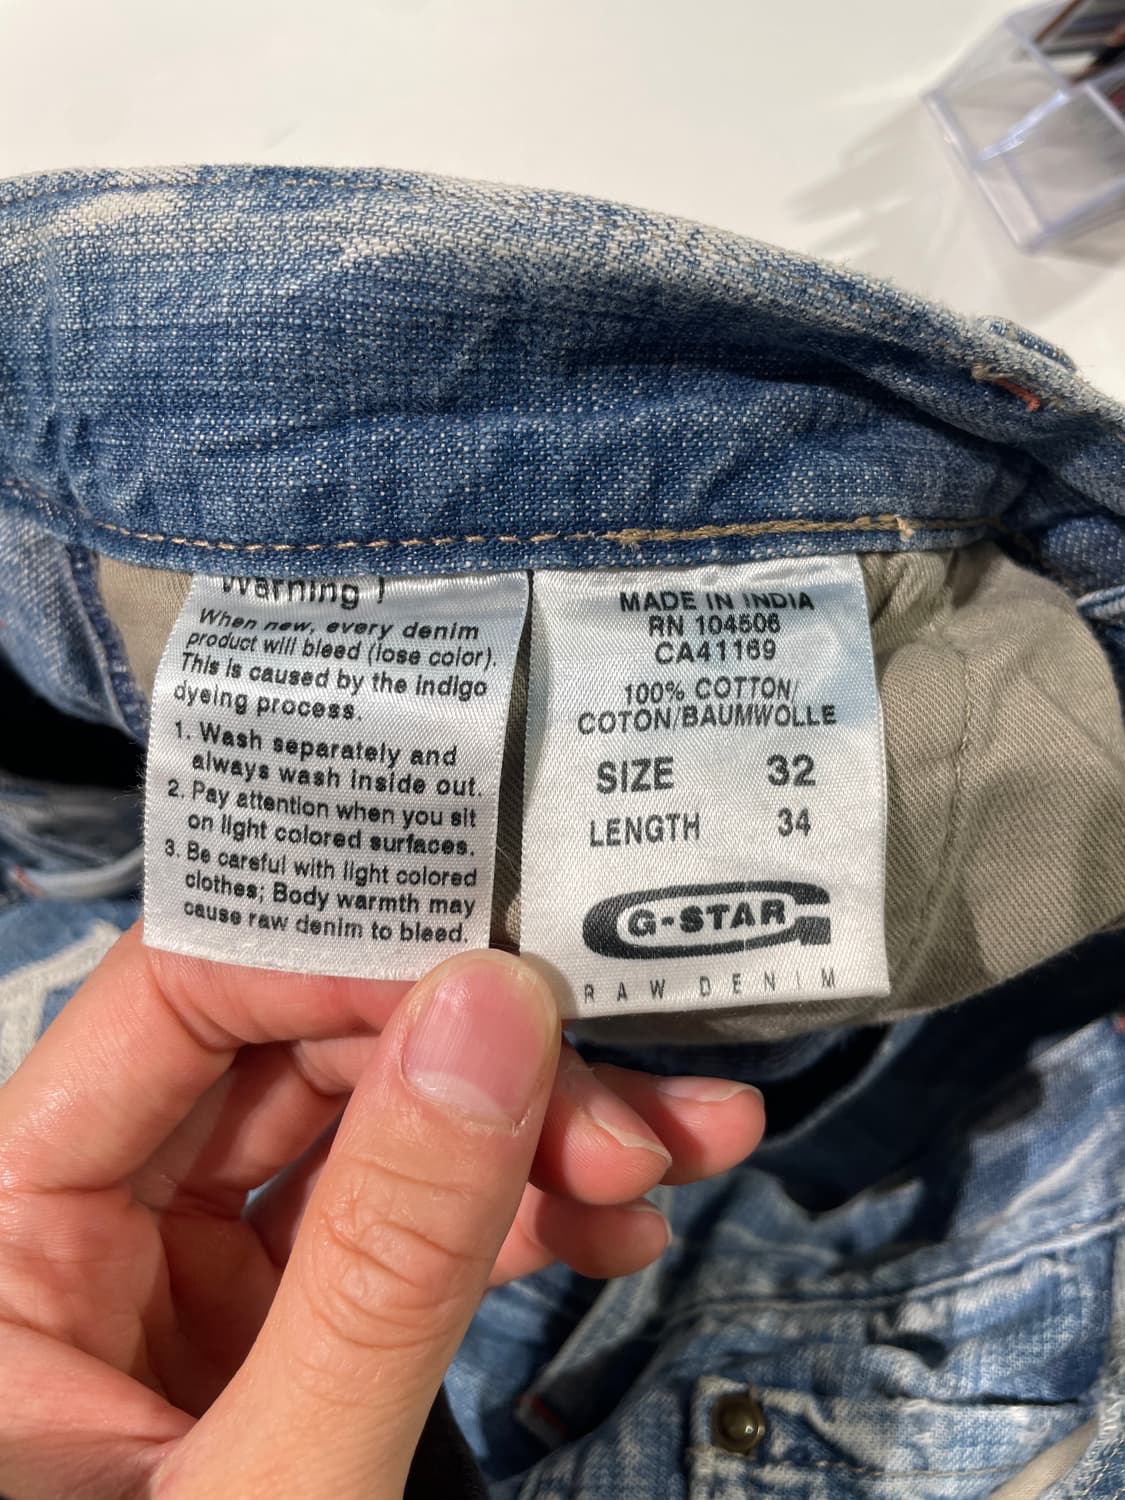 Warning !
When new, every denim
product will bleed (lose color).
This is caused by the indigo
dyeing process.
1. Wash separately and
always wash inside out.
2. Pay attention when you sit
on light colored surfaces.
3. Be careful with light colored
clothes; Body warmth may
cause raw denim to bleed.
MADE IN INDIA
RN 104506
CA41169
100% COTTON/
COTON/BAUMWOLLE
SIZE 32
LENGTH 34
G-STAR
RAW DENIM